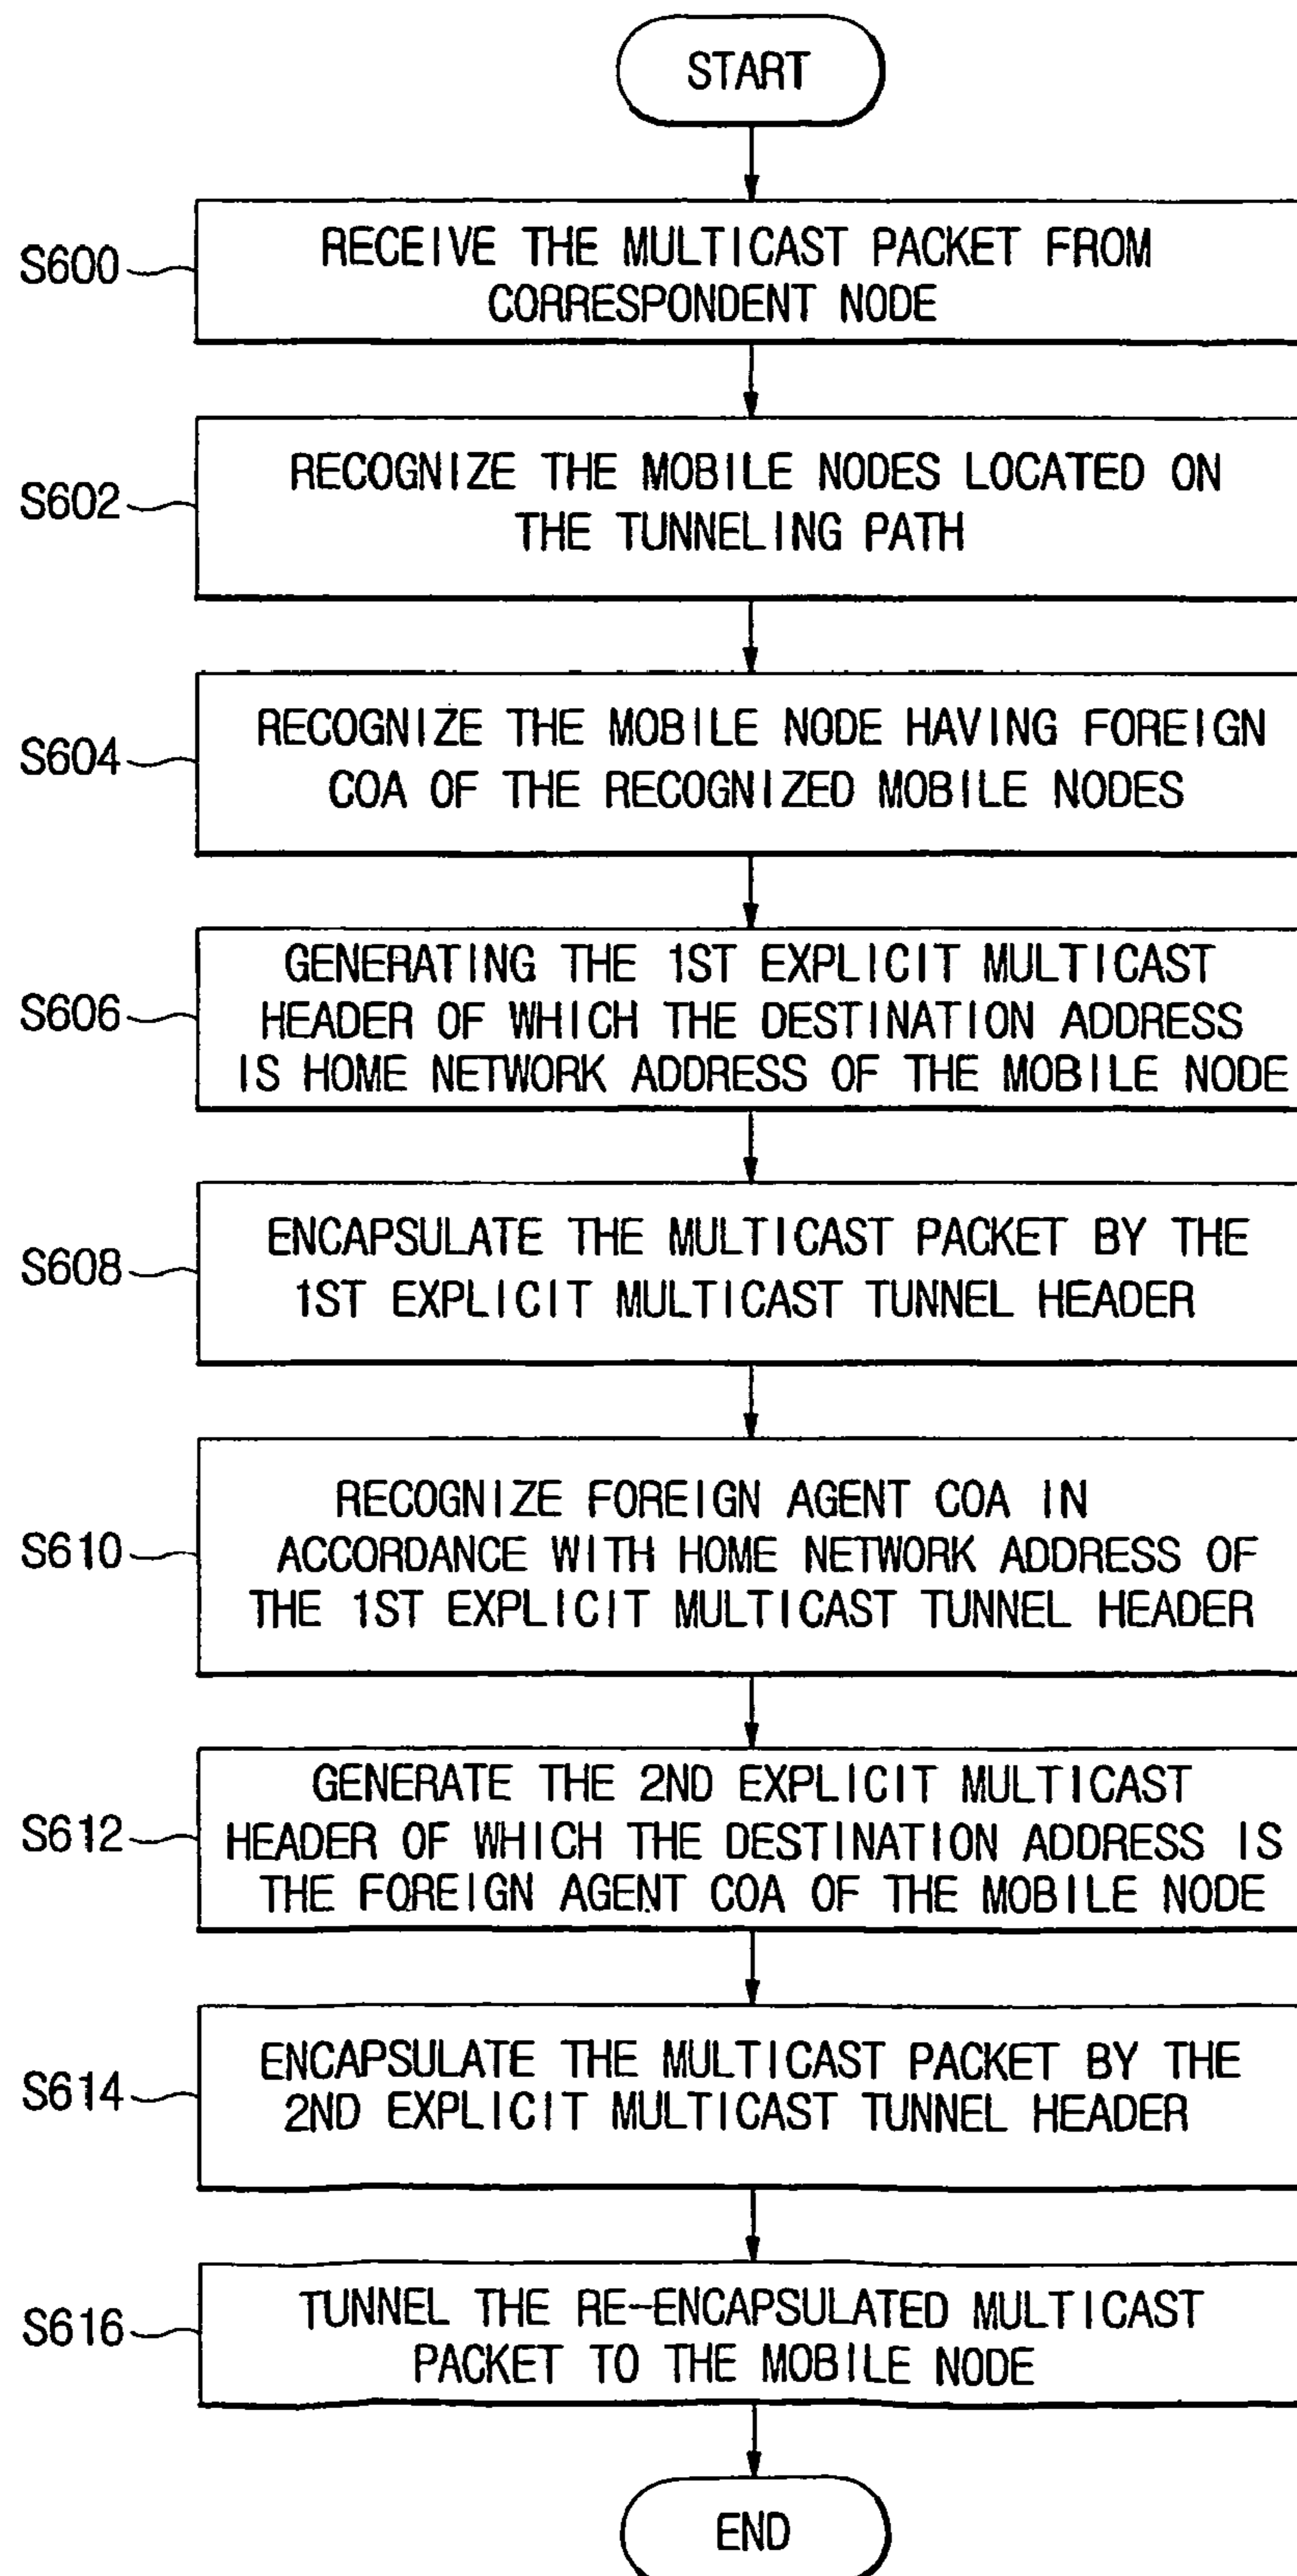 START
S600
RECEIVE THE MULTICAST PACKET FROM
CORRESPONDENT NODE
S602
RECOGNIZE THE MOBILE NODES LOCATED ON
THE TUNNELING PATH
S604
RECOGNIZE THE MOBILE NODE HAVING FOREIGN
COA OF THE RECOGNIZED MOBILE NODES
S606
GENERATING THE 1ST EXPLICIT MULTICAST
HEADER OF WHICH THE DESTINATION ADDRESS
IS HOME NETWORK ADDRESS OF THE MOBILE NODE
S608
ENCAPSULATE THE MULTICAST PACKET BY THE
1ST EXPLICIT MULTICAST TUNNEL HEADER
S610
RECOGNIZE FOREIGN AGENT COA IN
ACCORDANCE WITH HOME NETWORK ADDRESS OF
THE 1ST EXPLICIT MULTICAST TUNNEL HEADER
S612
GENERATE THE 2ND EXPLICIT MULTICAST
HEADER OF WHICH THE DESTINATION ADDRESS IS
THE FOREIGN AGENT COA OF THE MOBILE NODE
S614
ENCAPSULATE THE MULTICAST PACKET BY THE
2ND EXPLICIT MULTICAST TUNNEL HEADER
S616
TUNNEL THE RE-ENCAPSULATED MULTICAST
PACKET TO THE MOBILE NODE
END